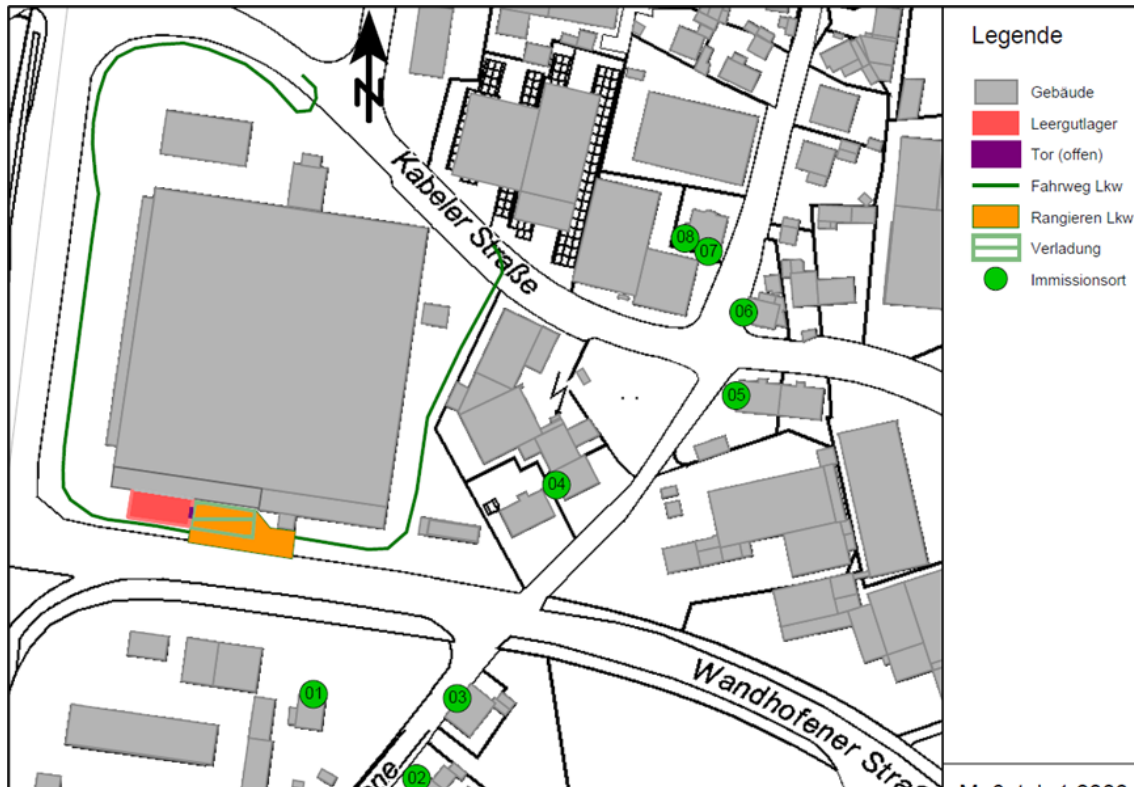 Legende
Gebäude
Leergutlager
Tor (offen)
Fahrweg Lkw
Rangieren Lkw
Verladung
Immissionsort
N
Kabeler Straße
08
07
06
05
04
01
03
02
Wandhofener Straß